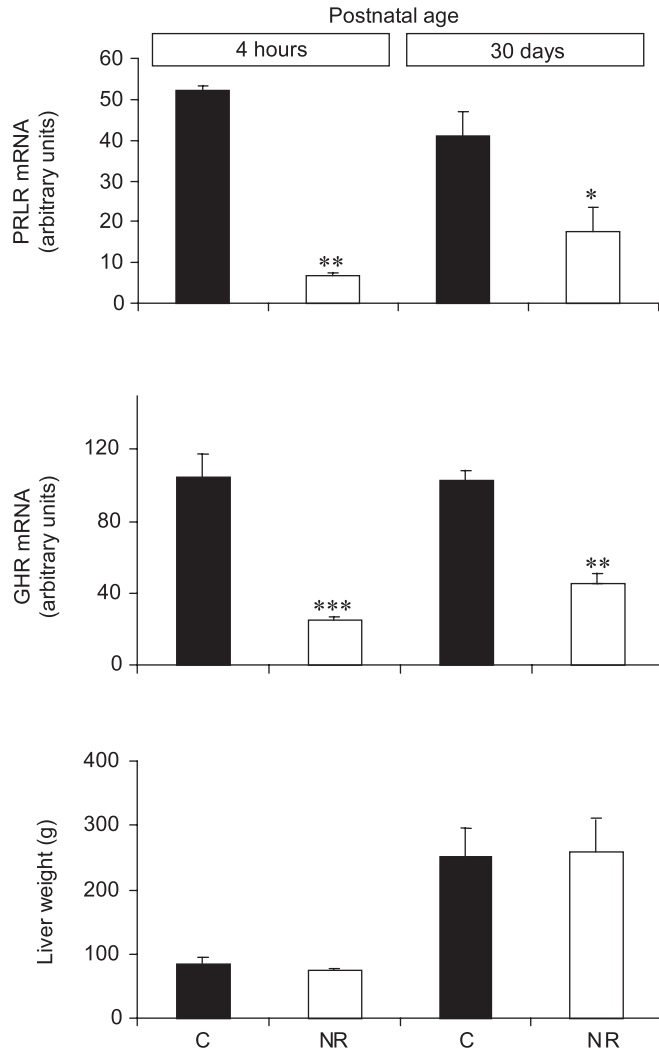 Postnatal age
4 hours
30 days
PRLR mRNA
(arbitrary units)
60
50
40
30
20
10
0
**
*
GHR mRNA
(arbitrary units)
120
80
40
0
***
**
Liver weight (g)
400
300
200
100
0
C
NR
C
NR